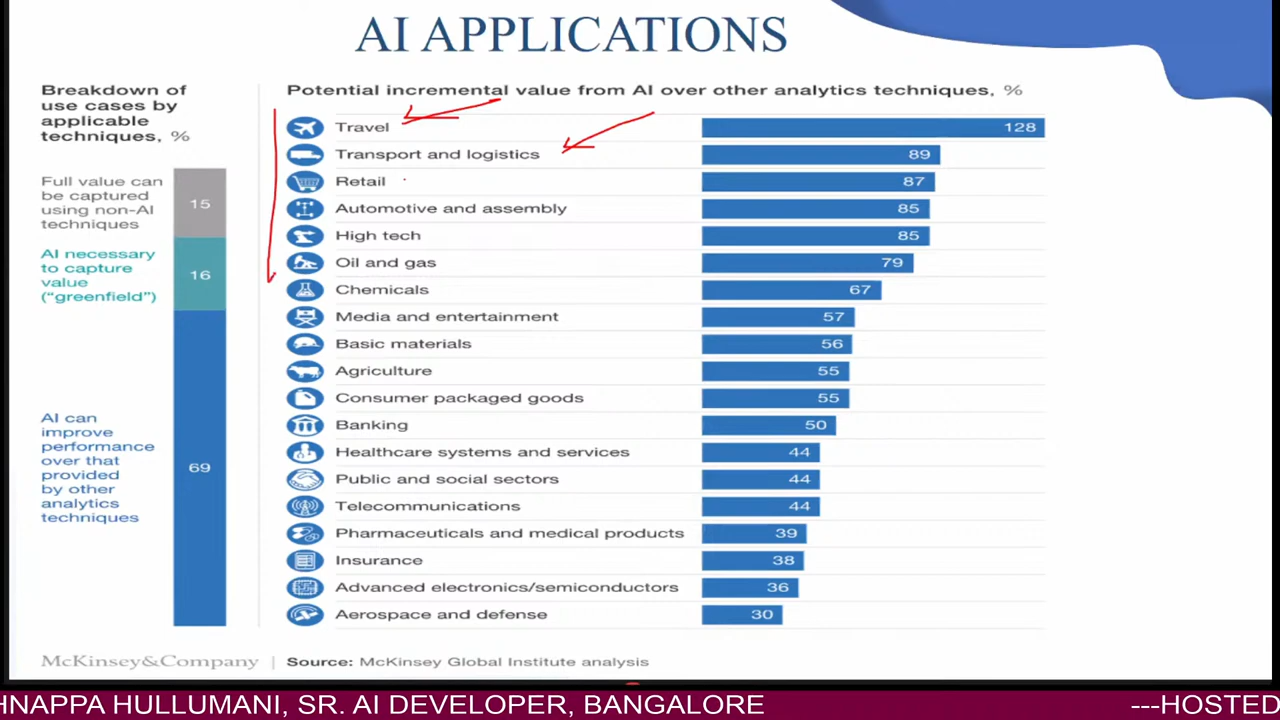 AI APPLICATIONS
Breakdown of
use cases by
applicable
techniques, %
Full value can
be captured
using non-AI
techniques
15
AI necessary
to capture
value
("greenfield")
16
AI can
improve
performance
over that
provided
by other
analytics
techniques
69
Potential incremental value from AI over other analytics techniques, %
Travel 128
Transport and logistics 89
Retail 87
Automotive and assembly 85
High tech 85
Oil and gas 79
Chemicals 67
Media and entertainment 57
Basic materials 56
Agriculture 55
Consumer packaged goods 55
Banking 50
Healthcare systems and services 44
Public and social sectors 44
Telecommunications 44
Pharmaceuticals and medical products 39
Insurance 38
Advanced electronics/semiconductors 36
Aerospace and defense 30
McKinsey&Company | Source: McKinsey Global Institute analysis
HNAPPA HULLUMANI, SR. AI DEVELOPER, BANGALORE ---HOSTED